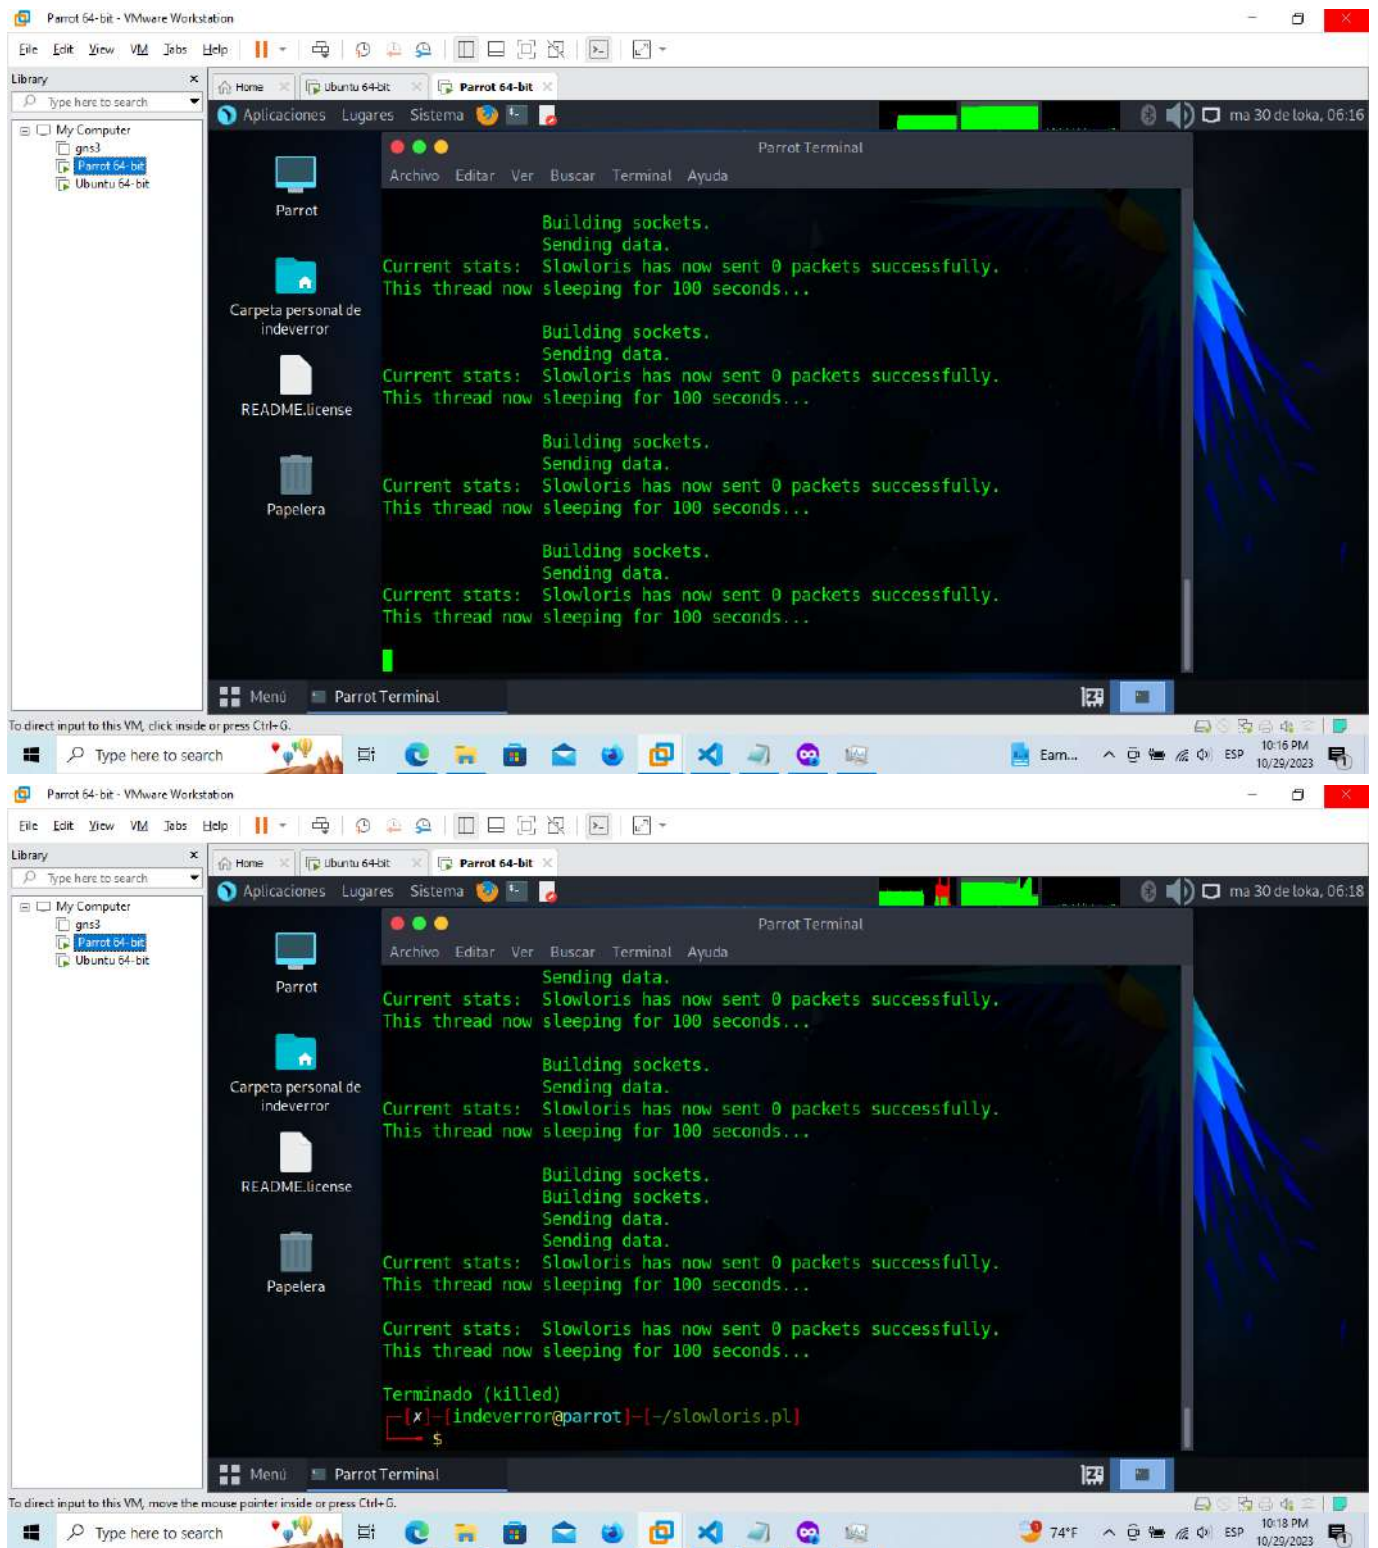 Parrot 64-bit - VMware Workstation
File Edit View VM Tabs Help
Library
Type here to search
My Computer
gns3
Parrot 64-bit
Ubuntu 64-bit
Home
Ubuntu 64-bit
Parrot 64-bit
Aplicaciones Lugares Sistema
ma 30 de loka, 06:16
Parrot Terminal
Archivo Editar Ver Buscar Terminal Ayuda
Parrot
Carpeta personal de
indeverror
README.license
Papelera
Building sockets.
Sending data.
Current stats: Slowloris has now sent 0 packets successfully.
This thread now sleeping for 100 seconds...
Building sockets.
Sending data.
Current stats: Slowloris has now sent 0 packets successfully.
This thread now sleeping for 100 seconds...
Building sockets.
Sending data.
Current stats: Slowloris has now sent 0 packets successfully.
This thread now sleeping for 100 seconds...
Building sockets.
Sending data.
Current stats: Slowloris has now sent 0 packets successfully.
This thread now sleeping for 100 seconds...
Menú Parrot Terminal
To direct input to this VM, click inside or press Ctrl+G.
Type here to search
Earn...
ESP
10:16 PM
10/29/2023
Parrot 64-bit - VMware Workstation
File Edit View VM Tabs Help
Library
Type here to search
My Computer
gns3
Parrot 64-bit
Ubuntu 64-bit
Home
Ubuntu 64-bit
Parrot 64-bit
Aplicaciones Lugares Sistema
ma 30 de loka, 06:18
Parrot Terminal
Archivo Editar Ver Buscar Terminal Ayuda
Parrot
Carpeta personal de
indeverror
README.license
Papelera
Sending data.
Current stats: Slowloris has now sent 0 packets successfully.
This thread now sleeping for 100 seconds...
Building sockets.
Sending data.
Current stats: Slowloris has now sent 0 packets successfully.
This thread now sleeping for 100 seconds...
Building sockets.
Building sockets.
Sending data.
Sending data.
Current stats: Slowloris has now sent 0 packets successfully.
This thread now sleeping for 100 seconds...
Current stats: Slowloris has now sent 0 packets successfully.
This thread now sleeping for 100 seconds...
Terminado (killed)
┌─[✗]─[indeverror@parrot]─[~/slowloris.pl]
└──╼ $
Menú Parrot Terminal
To direct input to this VM, move the mouse pointer inside or press Ctrl+G.
Type here to search
74°F
ESP
10:18 PM
10/29/2023